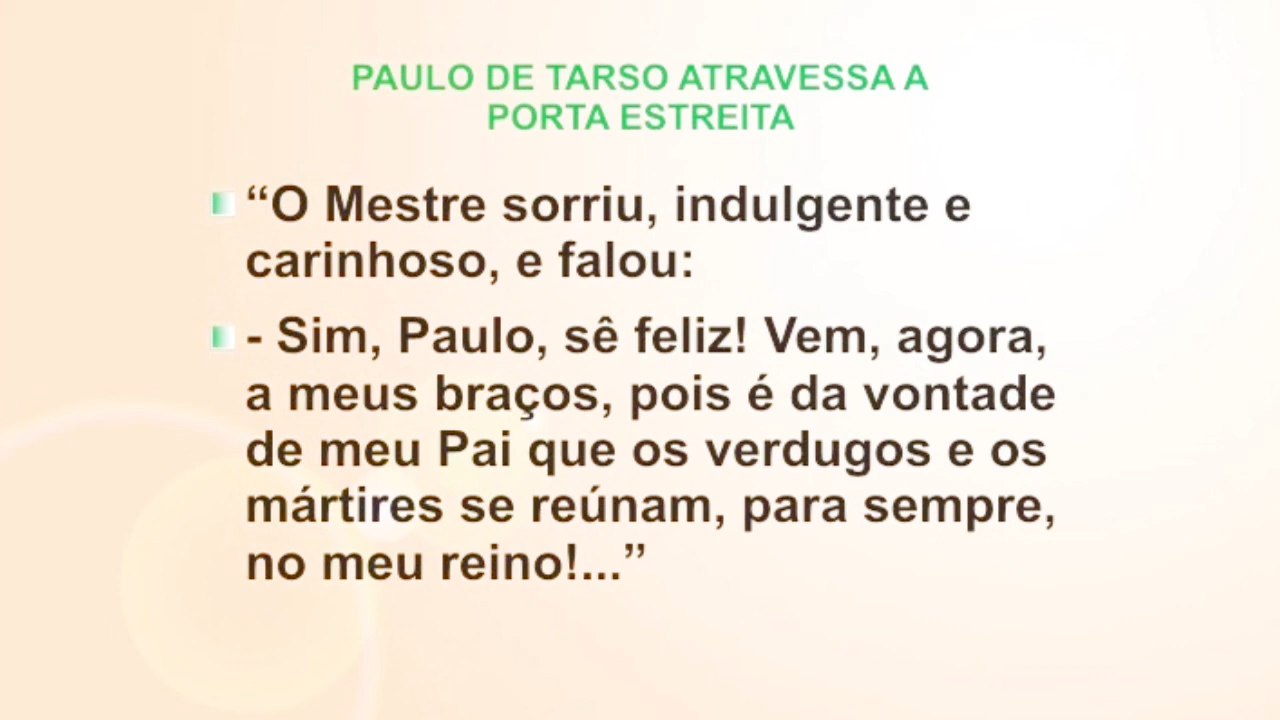 PAULO DE TARSO ATRAVESSA A
PORTA ESTREITA
“O Mestre sorriu, indulgente e
carinhoso, e falou:
- Sim, Paulo, sê feliz! Vem, agora,
a meus braços, pois é da vontade
de meu Pai que os verdugos e os
mártires se reúnam, para sempre,
no meu reino!...”